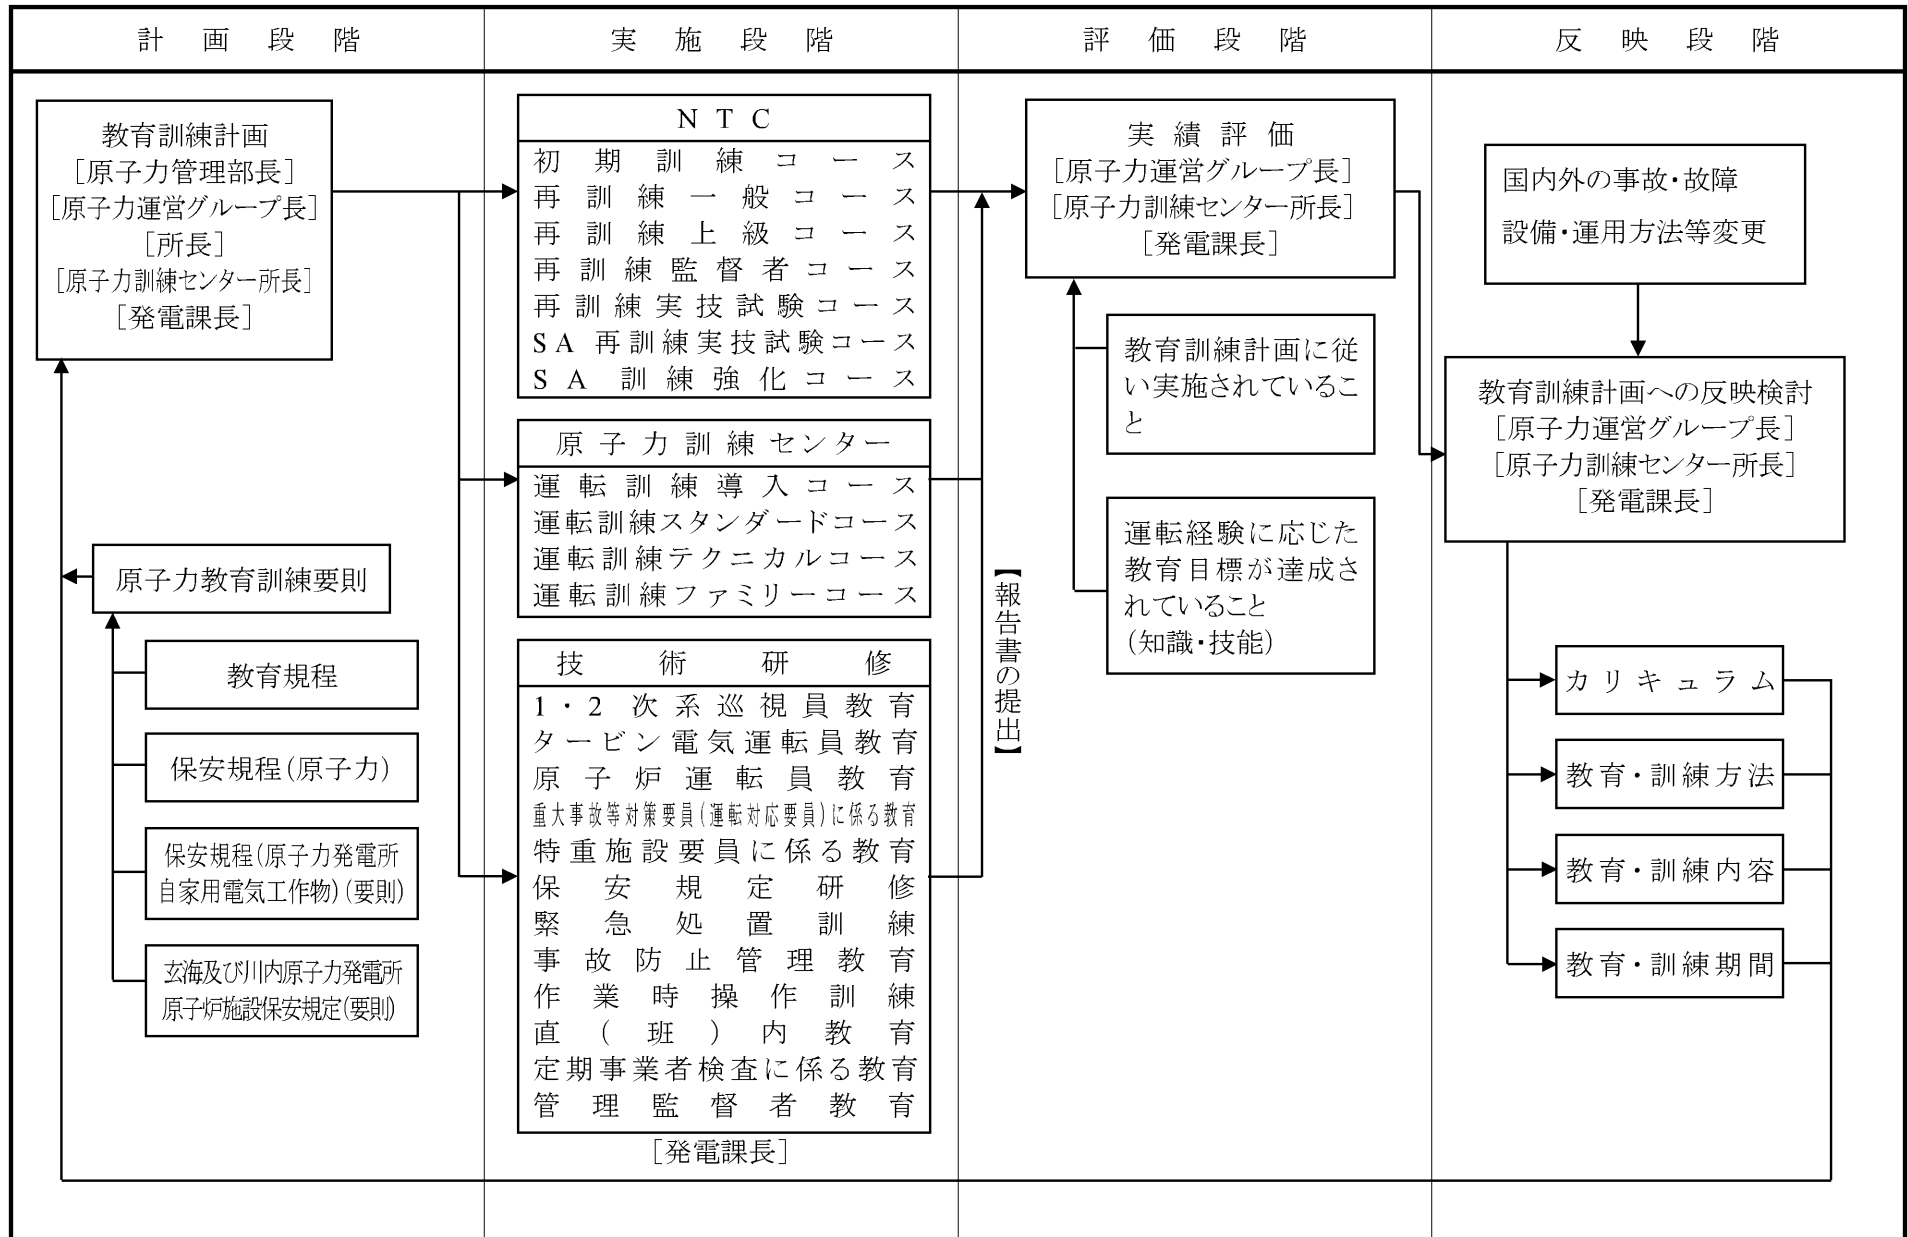 計画段階
実施段階
評価段階
反映段階
教育訓練計画
[原子力管理部長]
[原子力運営グループ長]
[所長]
[原子力訓練センター所長]
[発電課長]
原子力教育訓練要則
教育規程
保安規程(原子力)
保安規程(原子力発電所
自家用電気工作物)(要則)
玄海及び川内原子力発電所
原子炉施設保安規定(要則)
NTC
初期訓練コース
再訓練一般コース
再訓練上級コース
再訓練監督者コース
再訓練実技試験コース
SA再訓練実技試験コース
SA訓練強化コース
原子力訓練センター
運転訓練導入コース
運転訓練スタンダードコース
運転訓練テクニカルコース
運転訓練ファミリーコース
技術研修
1・2次系巡視員教育
タービン電気運転員教育
原子炉運転員教育
重大事故等対策要員(運転対応要員)に係る教育
特重施設要員に係る教育
保安規定研修
緊急処置訓練
事故防止管理教育
作業時操作訓練
直(班)内教育
定期事業者検査に係る教育
管理監督者教育
[発電課長]
【報告書の提出】
実績評価
[原子力運営グループ長]
[原子力訓練センター所長]
[発電課長]
教育訓練計画に従
い実施されているこ
と
運転経験に応じた
教育目標が達成さ
れていること
(知識・技能)
国内外の事故・故障
設備・運用方法等変更
教育訓練計画への反映検討
[原子力運営グループ長]
[原子力訓練センター所長]
[発電課長]
カリキュラム
教育・訓練方法
教育・訓練内容
教育・訓練期間